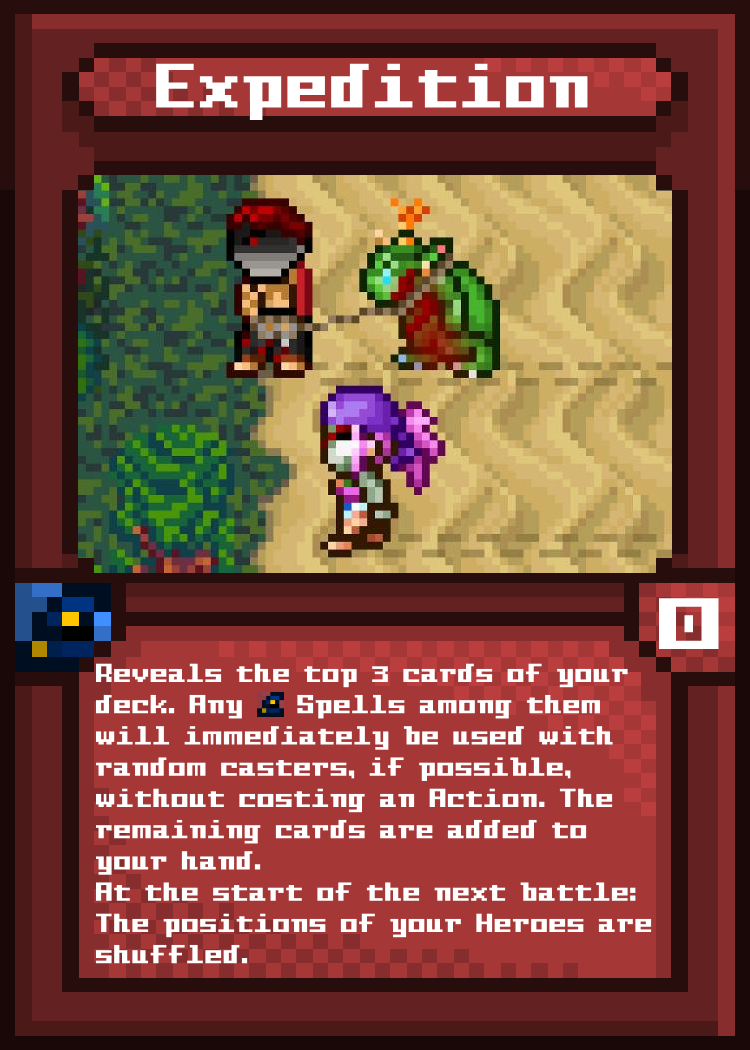 Expedition
0
Reveals the top 3 cards of your
deck. Any Spells among them
will immediately be used with
random casters, if possible,
without costing an Action. The
remaining cards are added to
your hand.
At the start of the next battle:
The positions of your Heroes are
shuffled.